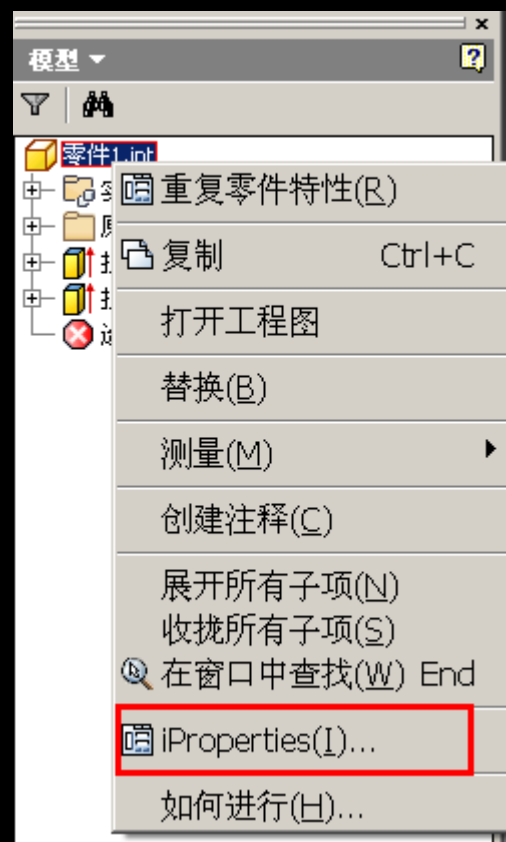 模型
零件1.ipt
重复零件特性(R)
复制 Ctrl+C
打开工程图
替换(B)
测量(M)
创建注释(C)
展开所有子项(N)
收拢所有子项(S)
在窗口中查找(W) End
iProperties(I)...
如何进行(H)...